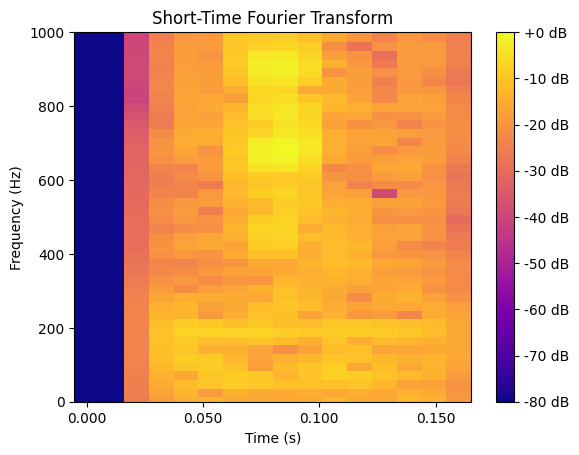 Short-Time Fourier Transform
1000
800
600
400
200
0
Frequency (Hz)
0.000
0.050
0.100
0.150
Time (s)
+0 dB
-10 dB
-20 dB
-30 dB
-40 dB
-50 dB
-60 dB
-70 dB
-80 dB